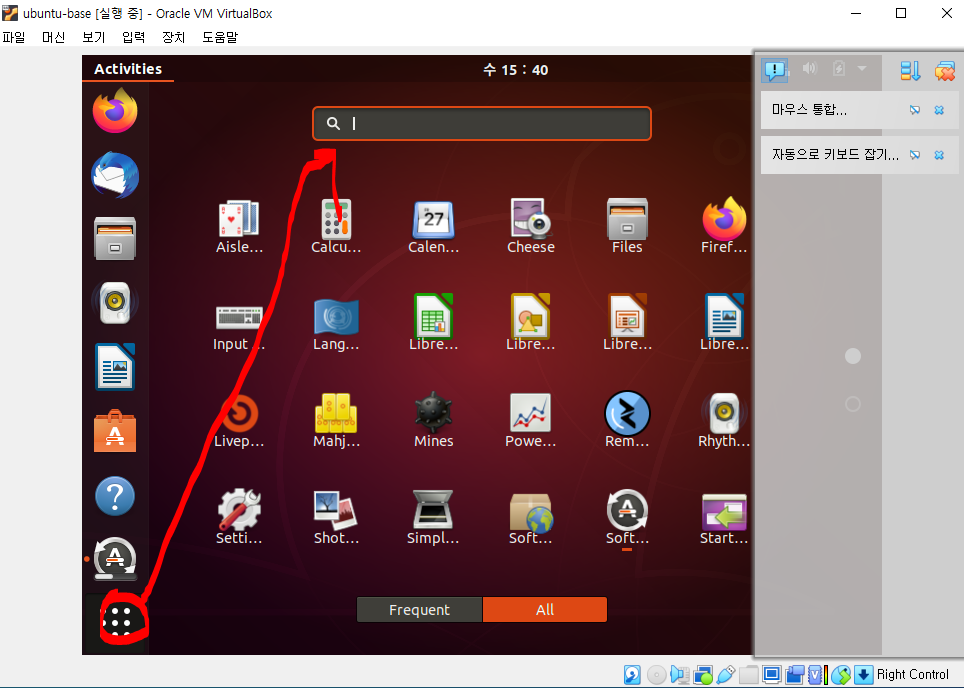 ubuntu-base [실행 중] - Oracle VM VirtualBox
파일 머신 보기 입력 장치 도움말
Activities
수 15 : 40
마우스 통합...
자동으로 키보드 잡기...
Aisle...
Calcu...
27
Calen...
Cheese
Files
Firef...
Input ...
Lang...
Libre...
Libre...
Libre...
Libre...
Livep...
Mahj...
Mines
Powe...
Rem...
Rhyth...
Setti...
Shot...
Simpl...
Soft...
Soft...
Start...
Frequent
All
Right Control